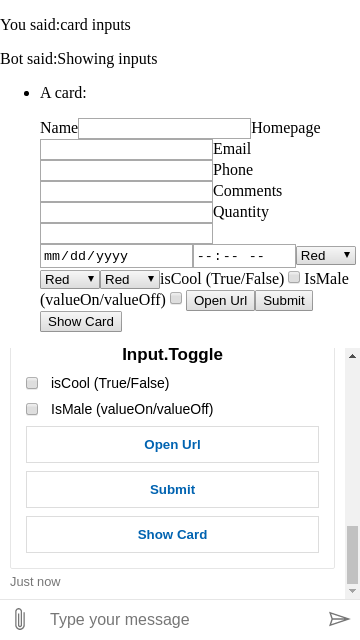 You said:card inputs
Bot said:Showing inputs
A card:
Name Homepage
Email
Phone
Comments
Quantity
mm/dd/yyyy --:-- -- Red
Red Red isCool (True/False) IsMale
(valueOn/valueOff) Open Url Submit
Show Card
Input.Toggle
isCool (True/False)
IsMale (valueOn/valueOff)
Open Url
Submit
Show Card
Just now
Type your message